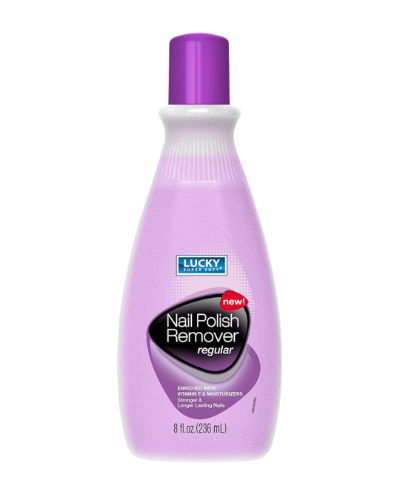 LUCKY
SUPER SOFT®
new!
Nail Polish
Remover
regular
ENRICHED WITH
VITAMIN E & MOISTURIZERS
Stronger &
Longer Lasting Nails
8 fl.oz.(236 mL)